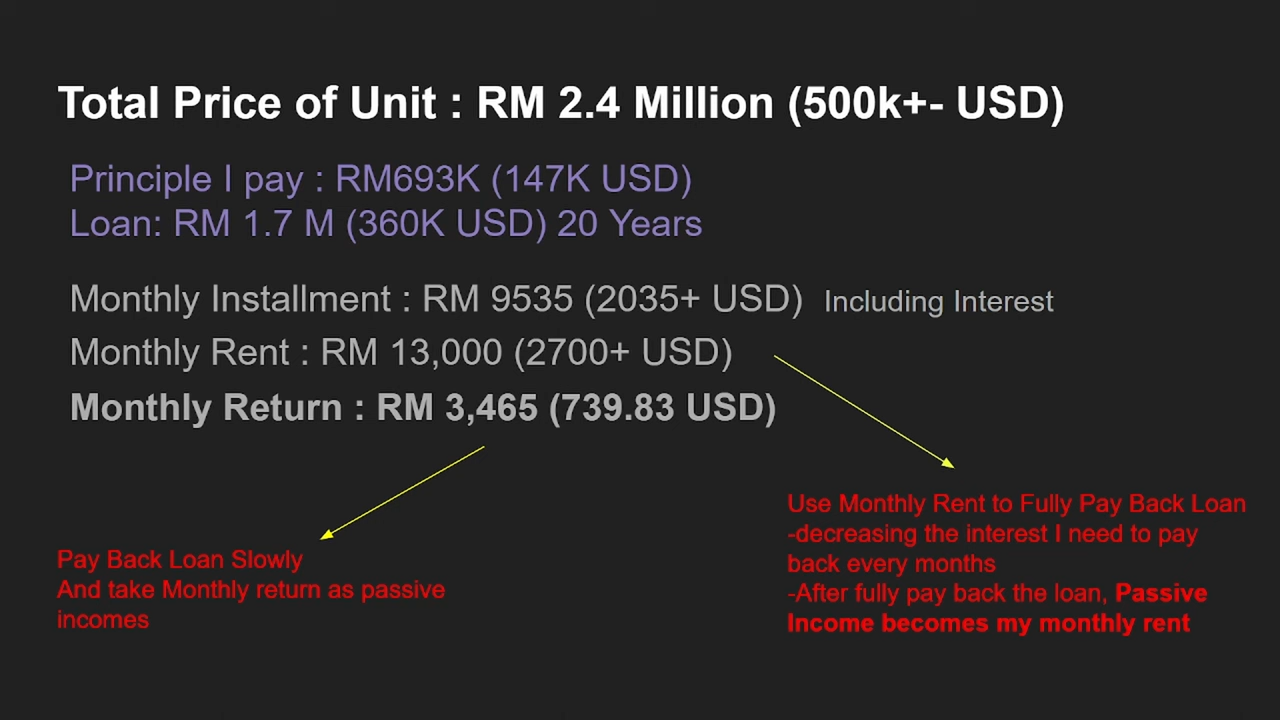 Total Price of Unit : RM 2.4 Million (500k+- USD)
Principle I pay : RM693K (147K USD)
Loan: RM 1.7 M (360K USD) 20 Years
Monthly Installment : RM 9535 (2035+ USD) Including Interest
Monthly Rent : RM 13,000 (2700+ USD)
Monthly Return : RM 3,465 (739.83 USD)
Pay Back Loan Slowly
And take Monthly return as passive
incomes
Use Monthly Rent to Fully Pay Back Loan
-decreasing the interest I need to pay
back every months
-After fully pay back the loan, Passive
Income becomes my monthly rent